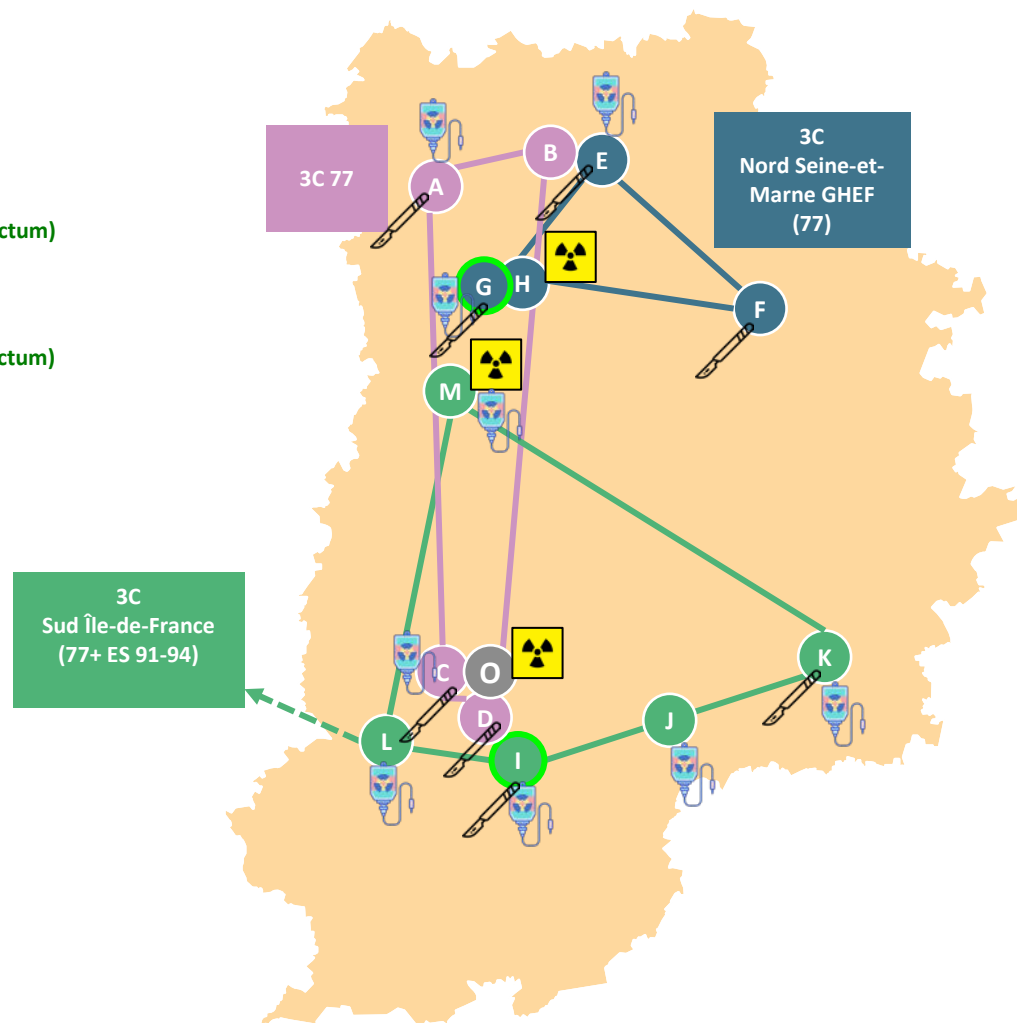 3C
Nord Seine-et-
Marne GHEF
(77)
3C 77
B
E
A
ctum)
G
H
F
ctum)
M
3C
Sud Île-de-France
(77+ ES 91-94)
C
O
K
D
J
L
I